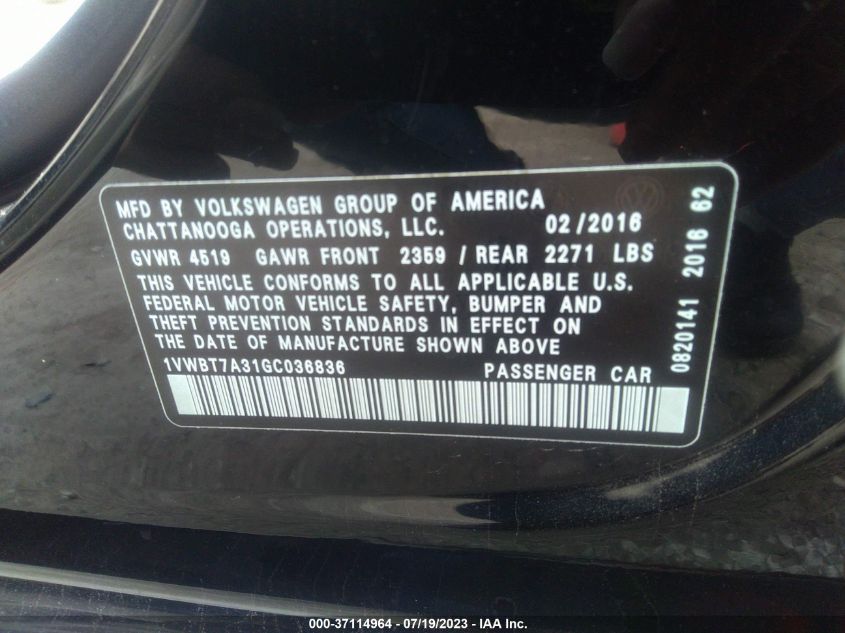 MFD BY VOLKSWAGEN GROUP OF AMERICA
CHATTANOOGA OPERATIONS, LLC. 02/2016
GVWR 4519 GAWR FRONT 2359 / REAR 2271 LBS
THIS VEHICLE CONFORMS TO ALL APPLICABLE U.S.
FEDERAL MOTOR VEHICLE SAFETY, BUMPER AND
THEFT PREVENTION STANDARDS IN EFFECT ON
THE DATE OF MANUFACTURE SHOWN ABOVE
1VWBT7A31GC036836 PASSENGER CAR
0820141 2016 62
000-37114964 - 07/19/2023 - IAA Inc.